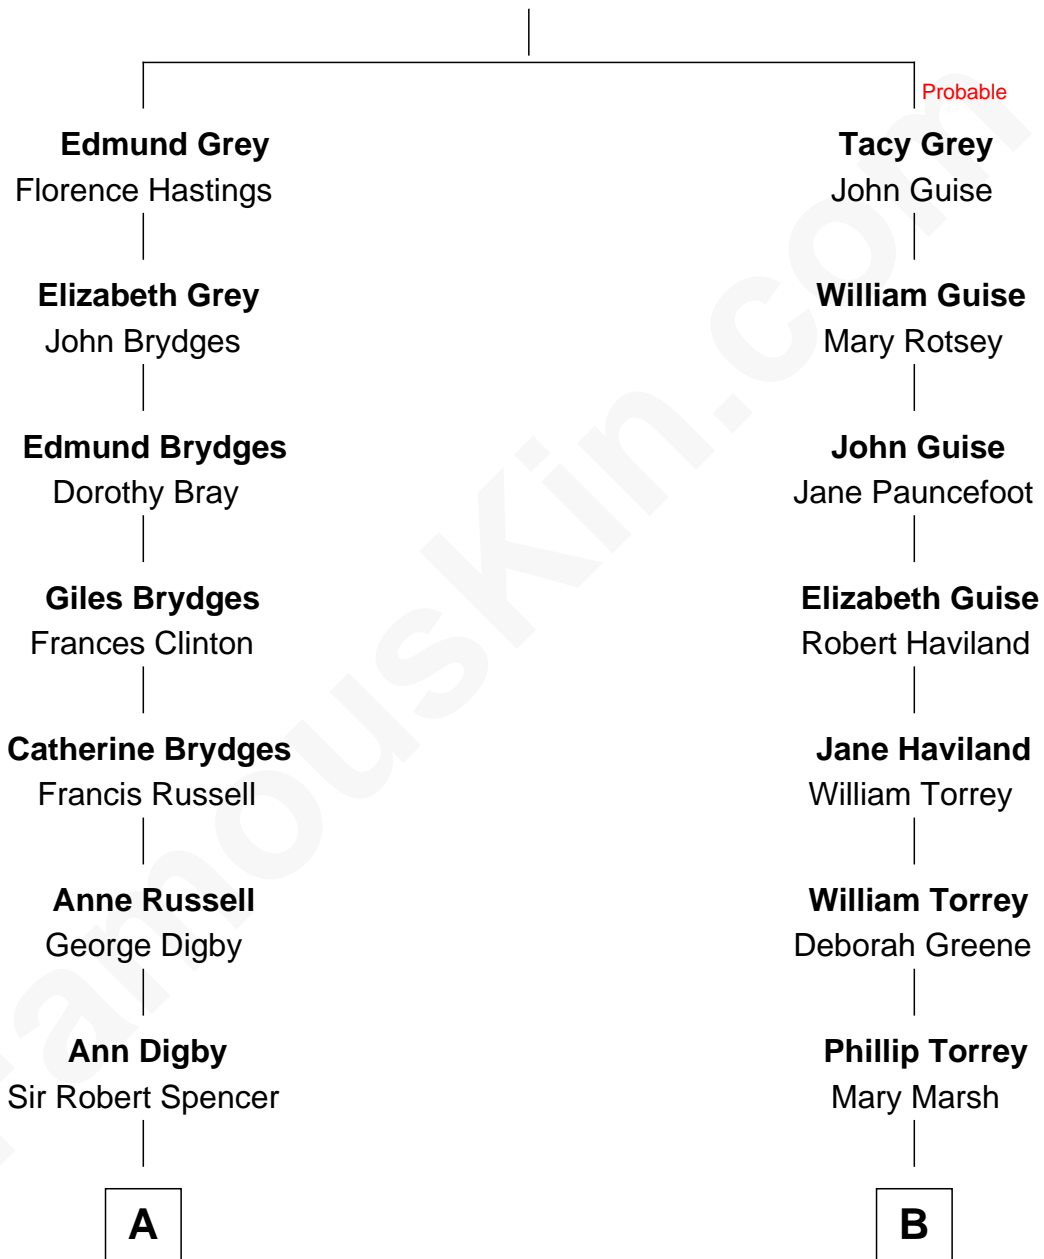 Probable
Edmund Grey
Florence Hastings
Tacy Grey
John Guise
Elizabeth Grey
John Brydges
William Guise
Mary Rotsey
Edmund Brydges
Dorothy Bray
John Guise
Jane Pauncefoot
Giles Brydges
Frances Clinton
Elizabeth Guise
Robert Haviland
Catherine Brydges
Francis Russell
Jane Haviland
William Torrey
Anne Russell
George Digby
William Torrey
Deborah Greene
Ann Digby
Sir Robert Spencer
Phillip Torrey
Mary Marsh
A
B
FamousKin.com